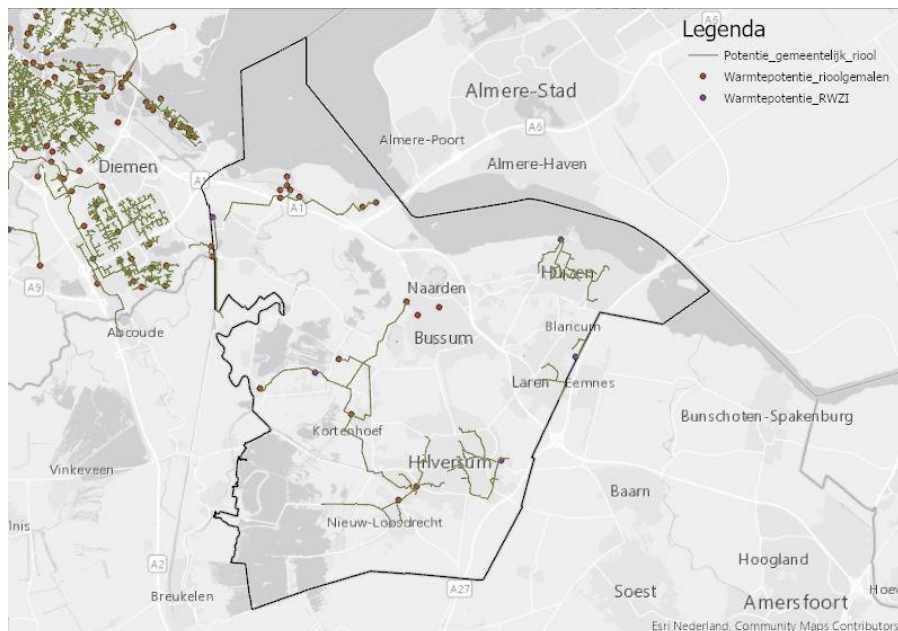 Legenda
Potentie_gemeentelijk_riool
Warmtepotentie_rioolgemalen
Warmtepotentie_RWZI
A6
Almere-Stad
A6
Almere-Poort
Almere-Haven
Diemen
A1
A1
Huizen
A9
Naarden
Abcoude
Bussum
Blaricum
Laren
Eemnes
Bunschoten-Spakenburg
Kortenhoef
Vinkeveen
Hilversum
Baarn
Nieuw-Loosdrecht
Hoogland
A2
A27
Breukelen
Soest
Amersfoort
Esri Nederland, Community Maps Contributors